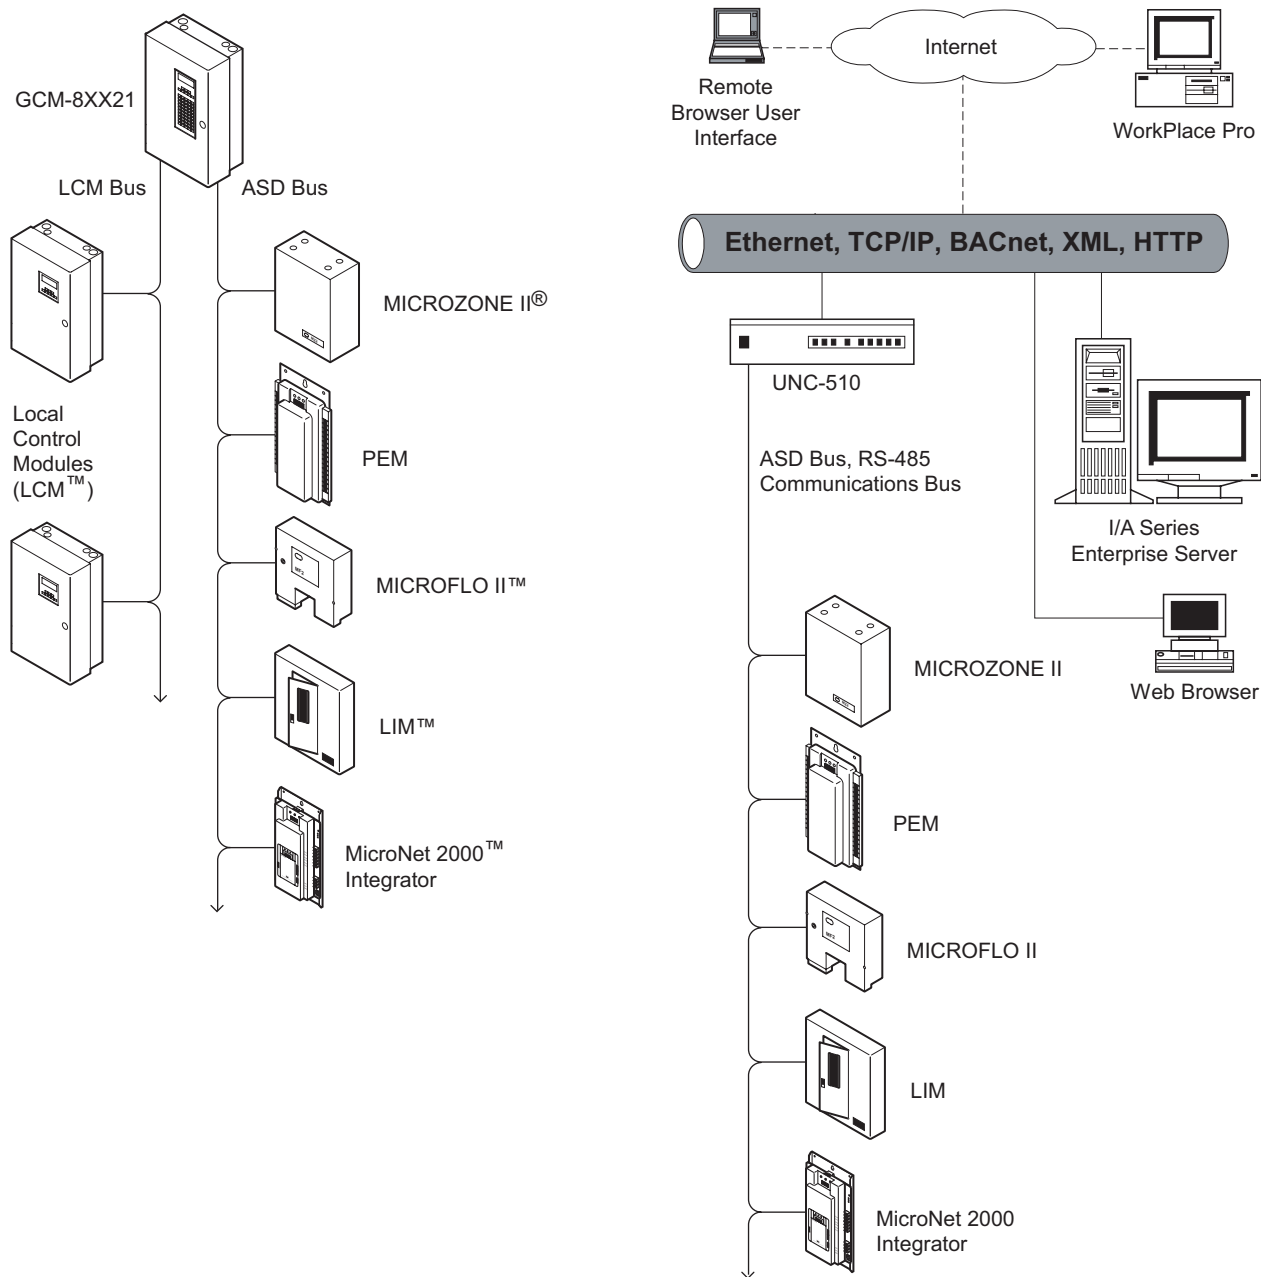 GCM-8XX21
LCM Bus
ASD Bus
MICROZONE II®
Local
Control
Modules
(LCM™)
PEM
MICROFLO II™
LIM™
MicroNet 2000™
Integrator
Internet
Remote
Browser User
Interface
WorkPlace Pro
Ethernet, TCP/IP, BACnet, XML, HTTP
UNC-510
ASD Bus, RS-485
Communications Bus
I/A Series
Enterprise Server
Web Browser
MICROZONE II
PEM
MICROFLO II
LIM
MicroNet 2000
Integrator